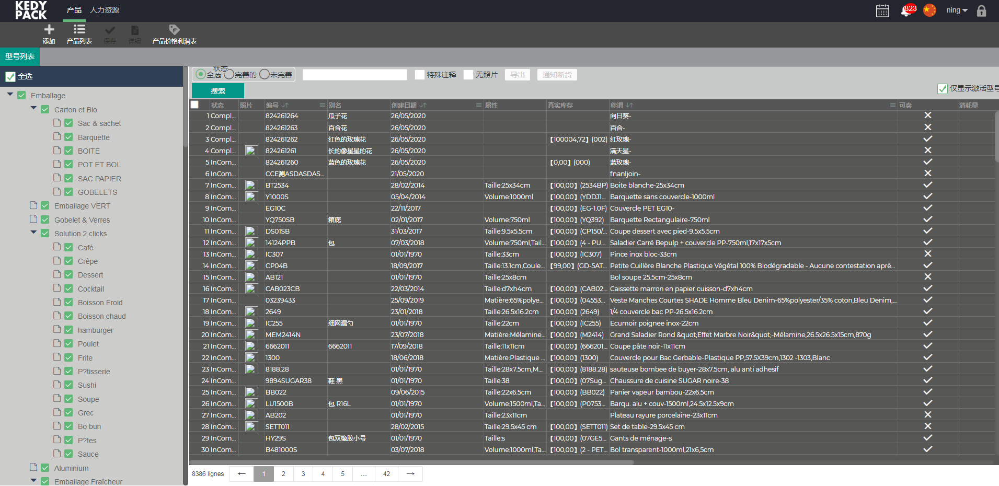 KEDY
PACK
产品 人力资源
823
ning
添加 产品列表 保存 详细 产品价格利润表
型号列表
全选
Emballage
Carton et Bio
Sac & sachet
Barquette
BOITE
POT ET BOL
SAC PAPIER
GOBELETS
Emballage VERT
Gobelet & Verres
Solution 2 clicks
Café
Crèpe
Dessert
Cocktail
Boisson Froid
Boisson chaud
hamburger
Poulet
Frite
P?tisserie
Sushi
Soupe
Grec
Bo bun
P?tes
Sauce
Aluminium
Emballage Fraîcheur
状态
全选 完善的 未完善 特殊注释 无照片 导出 通知断货
搜索 仅显示激活型号
状态 照片 编号 别名 创建日期 属性 真实库存 称谓 可卖 消耗量
1 Compl... 824261264 瓜子花 26/05/2020 向日葵-
2 Compl... 824261263 百合花 26/05/2020 百合-
3 Compl... 824261262 红色的玫瑰花 26/05/2020 【100004,72】(002) 红玫瑰-
4 Compl... 824261261 长的像星星的花 26/05/2020 满天星-
5 InCom... 824261260 蓝色的玫瑰花 26/05/2020 【0,00】(000) 蓝玫瑰-
6 InCom... CCE测ASDASDAS... 21/05/2020 fnanljoin-
7 InCom... BT2534 28/02/2014 Taille:25x34cm 【100,00】(2534BP) Boite blanche-25x34cm
8 InCom... Y1000S 05/04/2014 Volume:1000ml 【100,00】(YDDJ1... Barquette sans couvercle-1000ml
9 InCom... EG10C 22/11/2017 【100,00】(EG-1.0F) Couvercle PET EG10-
10 InCom... YQ750SB 箱底 02/01/2017 Volume:750ml 【100,00】(YQ392) Barquette Rectangulaire-750ml
11 InCom... DS01SB 31/03/2017 Taille:9.5x5.5cm 【100,00】(CP150/... Coupe dessert avec pied-9.5x5.5cm
12 InCom... 14124PPB 包 07/03/2018 Volume:750ml,Tail... 【100,00】(4 - PU... Saladier Carré Bepulp + couvercle PP-750ml,17x17x5cm
13 InCom... IC307 01/01/1970 Taille:33cm 【100,00】(IC307) Pince inox bloc-33cm
14 InCom... CP04B 18/09/2017 Taille:13.1cm,Coule... 【99,00】(GD-5AT... Petite Cuillère Blanche Plastique Végétal 100% Biodégradable - Aucune contestation aprè...
15 InCom... AB121 01/01/1970 Taille:25x8cm Bol soupe 25.5cm-25x8cm
16 InCom... CAB023CB 22/03/2014 Taille:d7xh4cm 【100,00】(CAB02... Caissette marron en papier cuisson-d7xh4cm
17 InCom... 03239433 25/09/2019 Matière:65%polye... 【100,00】(04553... Veste Manches Courtes SHADE Homme Bleu Denim-65%polyester/35% coton,Bleu Denim,...
18 InCom... 2649 23/01/2018 Taille:26.5x16.2cm 【100,00】(2649) 1/4 couvercle bac PP-26.5x16.2cm
19 InCom... IC255 细网漏勺 01/01/1970 Taille:22cm 【100,00】(IC255) Ecumoir poignee inox-22cm
20 InCom... MEM2414N 23/07/2018 Matière:Mélamine... 【100,00】(M2414) Grand Saladier Rond &quot;Effet Marbre Noir&quot;-Mélamine,26.5x26.5x15cm,870g
21 InCom... 6662011 6662011 17/09/2018 Taille:11x11cm 【100,00】(666201... Coupe pâte noir-11x11cm
22 InCom... 1300 18/06/2018 Matière:Plastique ... 【100,00】(1300) Couvercle pour Bac Gerbable-Plastique PP,57.5X39cm,1302 -1303,Blanc
23 InCom... 8188.28 01/01/1970 Taille:28x7.5cm,M... 【100,00】(8188.28) sauteuse bombee de buyer-28x7.5cm, alu anti adhesif
24 InCom... 9894SUGAR38 鞋 黑 01/01/1970 Taille:38 【100,00】(07Sug... Chaussure de cuisine SUGAR noire-38
25 InCom... BB022 09/06/2015 Taille:22x6.5cm 【100,00】(BB022) Panier vapeur bambou-22x6.5cm
26 InCom... LU1500B 包 R16L 01/01/1970 Volume:1500ml,Ta... 【100,00】(P0753... Barqu. alu + couv-1500ml,24.5x12.5x9cm
27 InCom... AB202 01/01/1970 Taille:23x11cm Plateau rayure porcelaine-23x11cm
28 InCom... SETT011 28/02/2015 Taille:29.5x45 cm 【100,00】(SETT011) Set de table-29.5x45 cm
29 InCom... HY29S 包双橡胶小号 01/01/1970 Taille:s 【100,00】(07GE5... Gants de ménage-s
30 InCom... B481000S 03/07/2018 Volume:1000ml,Ta... 【100,00】(2 - PET... Bol transparent-1000ml,21x6,5cm
8386 lignes ← 1 2 3 4 5 ... 42 →